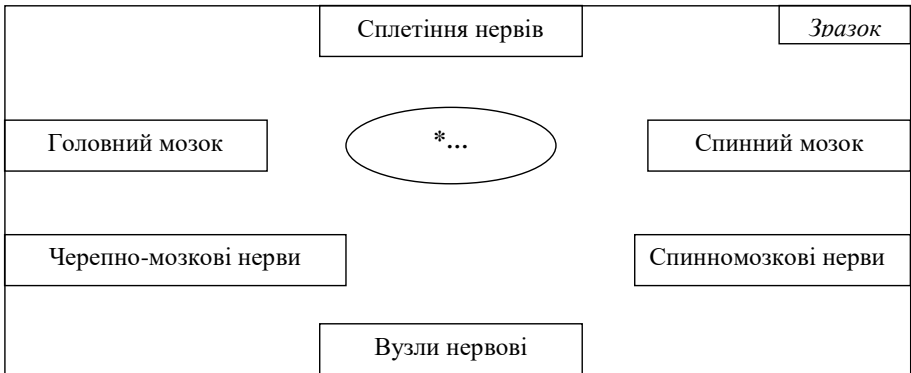 Сплетіння нервів
Зразок
Головний мозок
*...
Спинний мозок
Черепно-мозкові нерви
Спинномозкові нерви
Вузли нервові